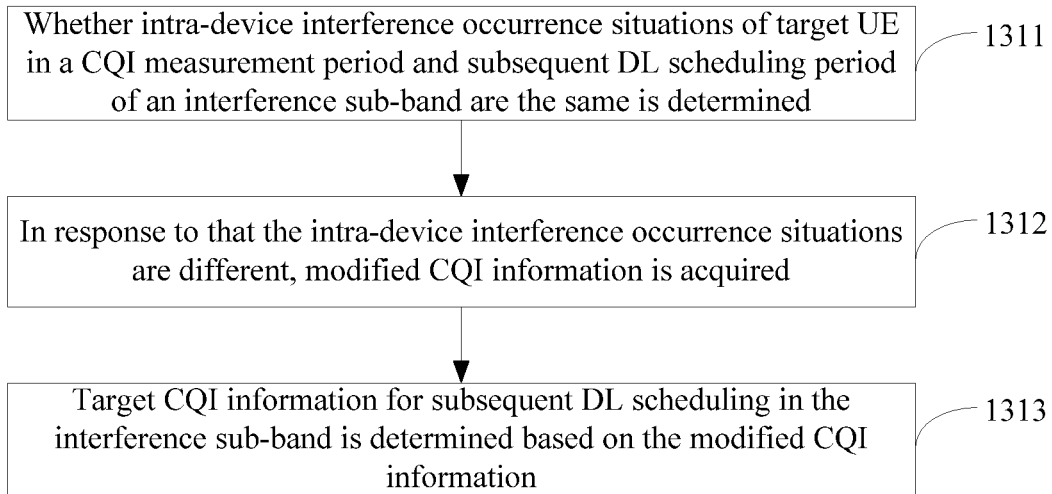 Whether intra-device interference occurrence situations of target UE
in a CQI measurement period and subsequent DL scheduling period
of an interference sub-band are the same is determined
1311
In response to that the intra-device interference occurrence situations
are different, modified CQI information is acquired
1312
Target CQI information for subsequent DL scheduling in the
interference sub-band is determined based on the modified CQI
information
1313